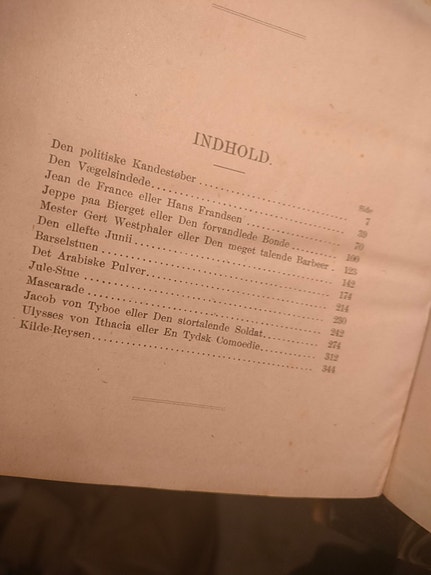 INDHOLD.
Side
Den politiske Kandestøber 7
Den Vægelsindede
Jean de France eller Hans Frandsen 70
Jeppe paa Bierget eller Den forvandlede Bonde 100
Mester Gert Westphaler eller Den meget talende Barbeer 125
Den ellefte Junii 142
Barselstuen 174
Det Arabiske Pulver 214
Jule-Stue 230
Mascarade 242
Jacob von Tyboe eller Den stortalende Soldat 274
Ulysses von Ithacia eller En Tydsk Comoedie 312
Kilde-Reysen 344